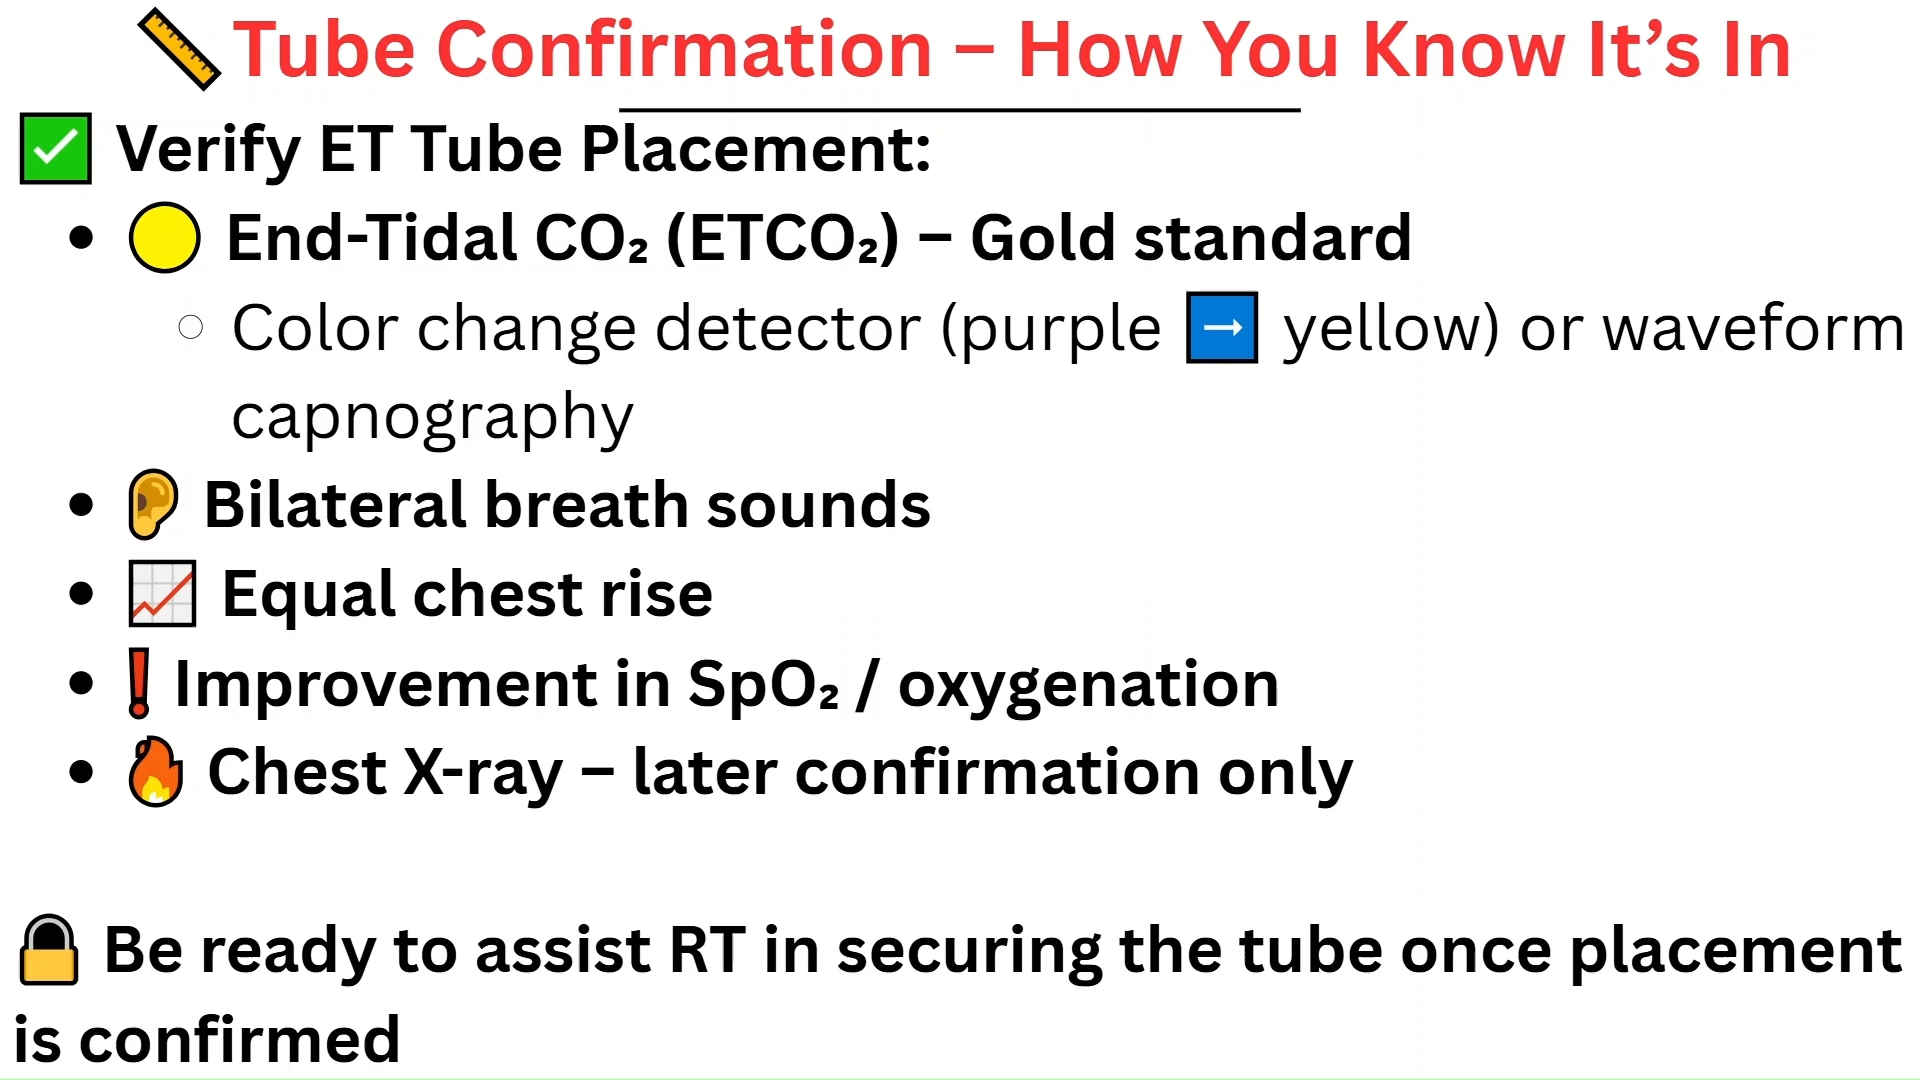 📏 Tube Confirmation – How You Know It’s In
✅ Verify ET Tube Placement:
• 🟡 End-Tidal CO₂ (ETCO₂) – Gold standard
○ Color change detector (purple ➡️ yellow) or waveform
capnography
• 👂 Bilateral breath sounds
• 📈 Equal chest rise
• ❗ Improvement in SpO₂ / oxygenation
• 🔥 Chest X-ray – later confirmation only
🔒 Be ready to assist RT in securing the tube once placement
is confirmed